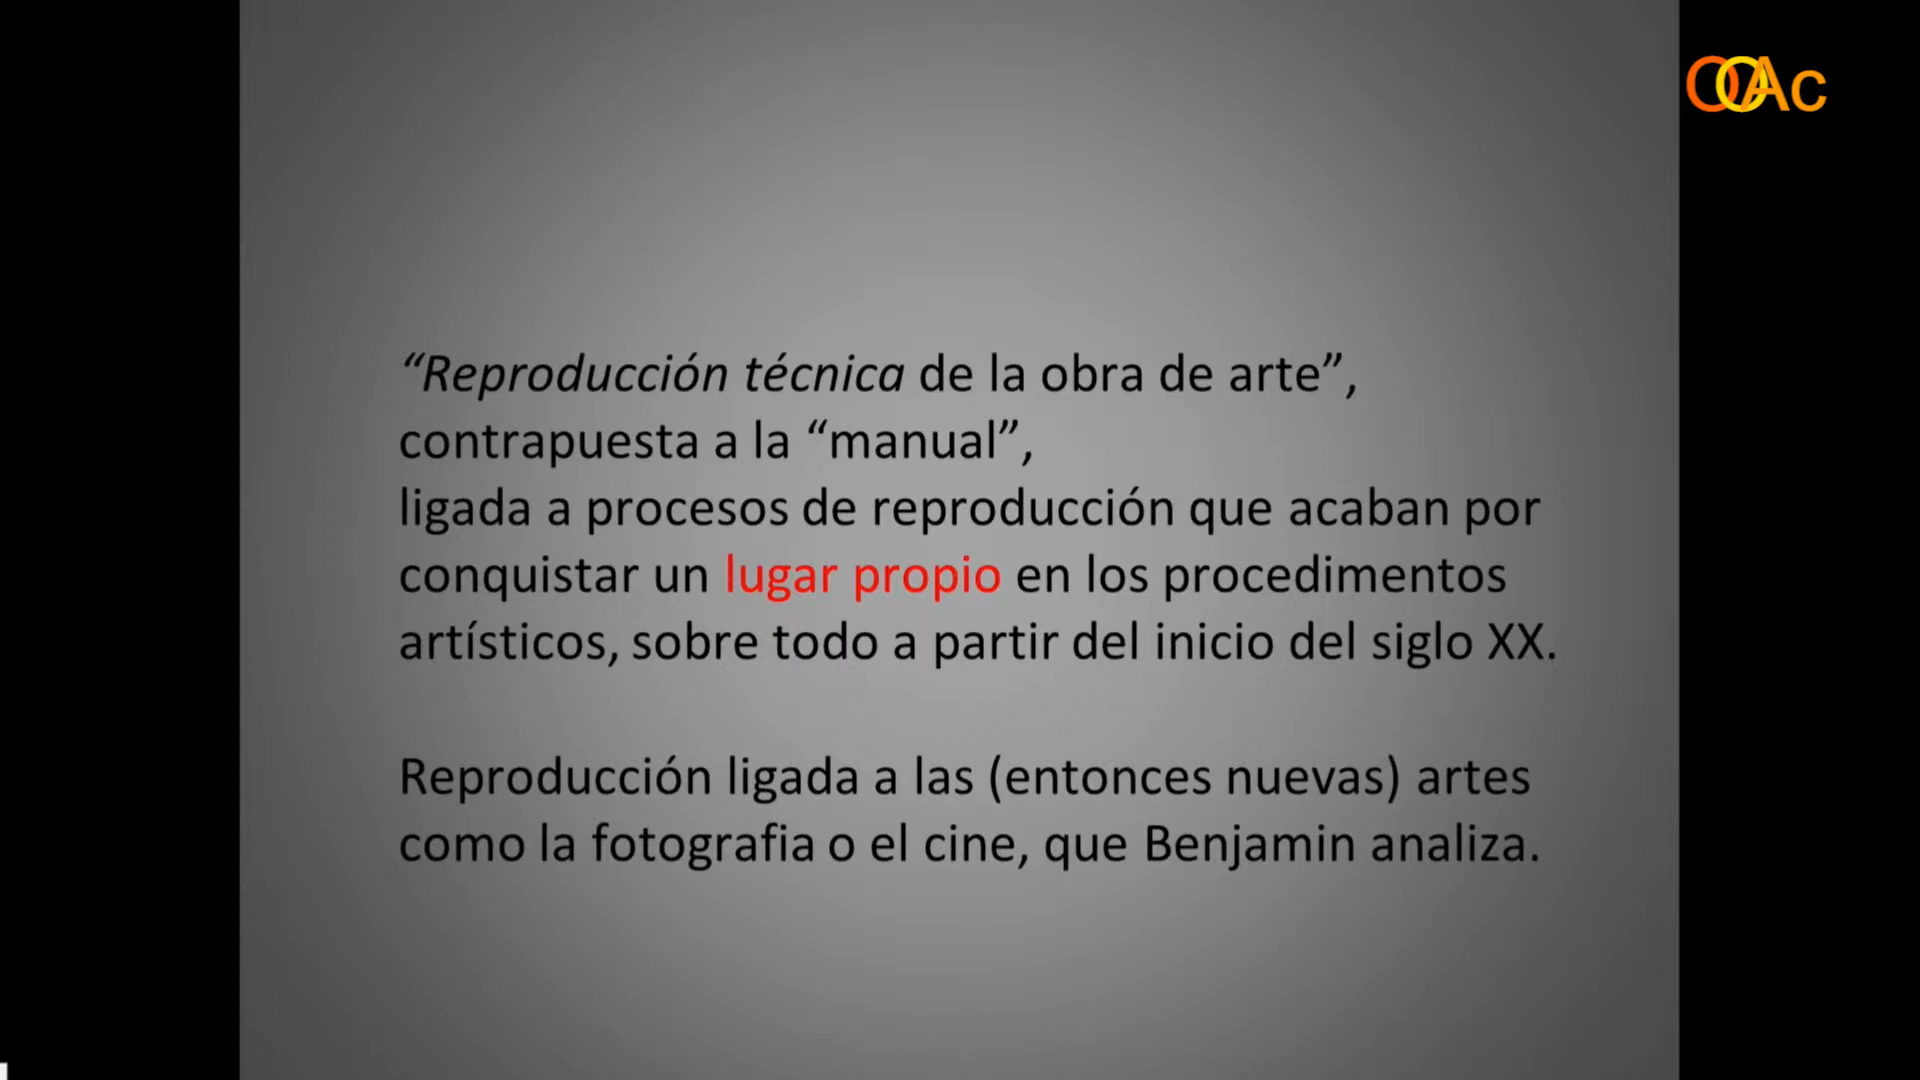 OOAc
“Reproducción técnica de la obra de arte”,
contrapuesta a la “manual”,
ligada a procesos de reproducción que acaban por
conquistar un lugar propio en los procedimentos
artísticos, sobre todo a partir del inicio del siglo XX.
Reproducción ligada a las (entonces nuevas) artes
como la fotografia o el cine, que Benjamin analiza.